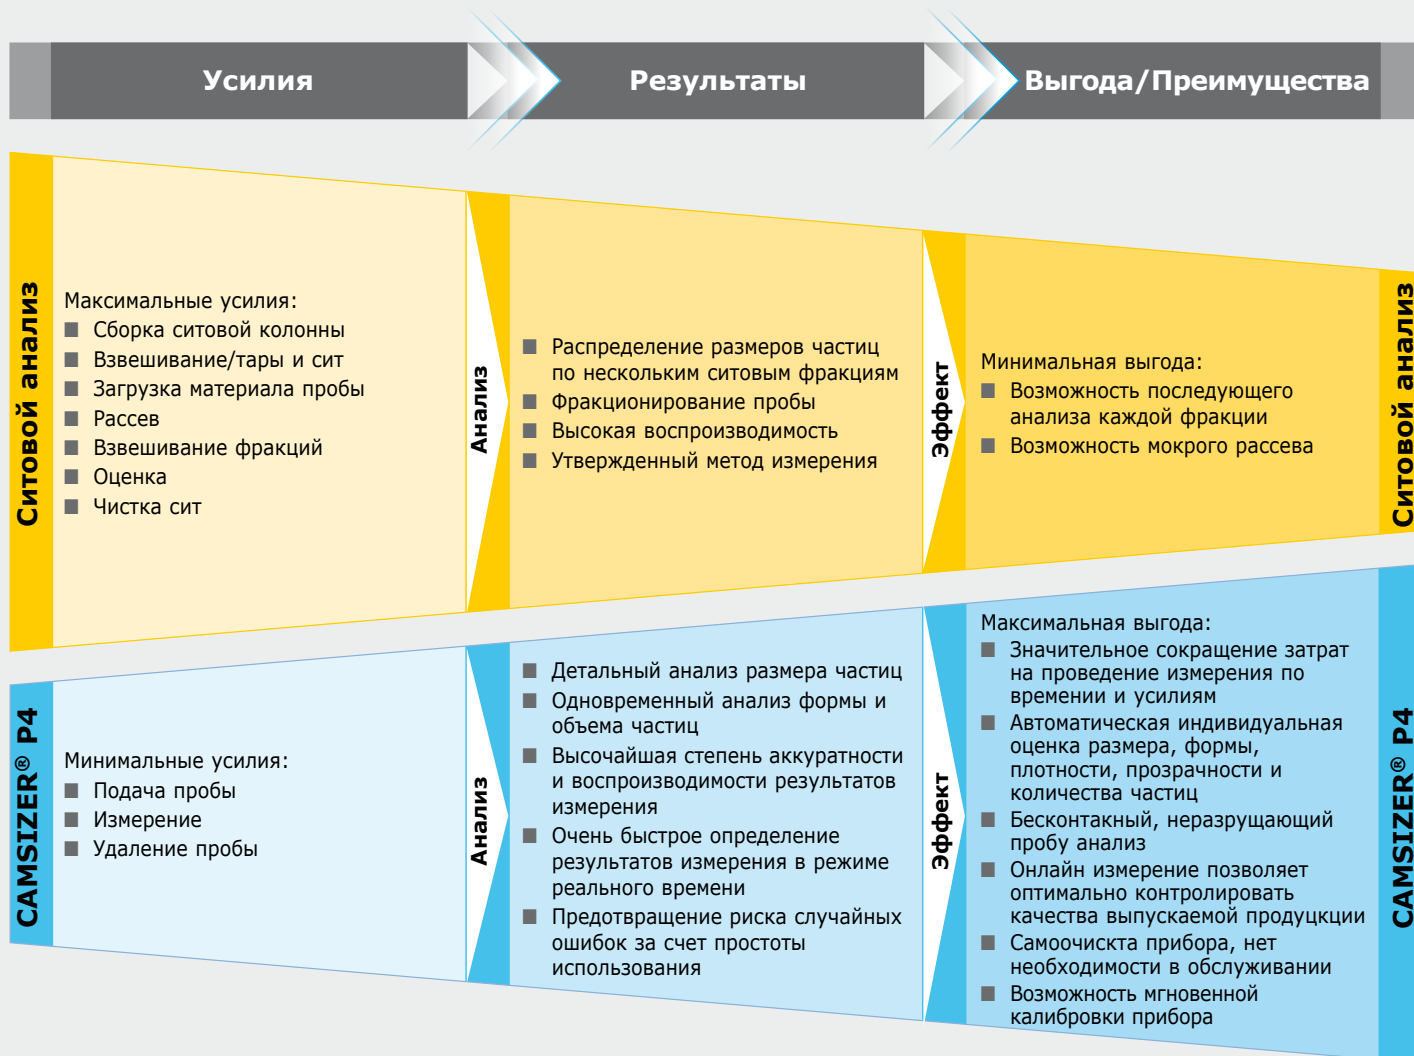 Усилия
Результаты
Выгода/Преимущества
Ситовой анализ
Максимальные усилия:
■ Сборка ситовой колонны
■ Взвешивание/тары и сит
■ Загрузка материала пробы
■ Рассев
■ Взвешивание фракций
■ Оценка
■ Чистка сит
Анализ
■ Распределение размеров частиц
по нескольким ситовым фракциям
■ Фракционирование пробы
■ Высокая воспроизводимость
■ Утвержденный метод измерения
Эффект
Минимальная выгода:
■ Возможность последующего
анализа каждой фракции
■ Возможность мокрого рассева
Ситовой анализ
CAMSIZER® P4
Минимальные усилия:
■ Подача пробы
■ Измерение
■ Удаление пробы
Анализ
■ Детальный анализ размера частиц
■ Одновременный анализ формы и
объема частиц
■ Высочайшая степень аккуратности
и воспроизводимости результатов
измерения
■ Очень быстрое определение
результатов измерения в режиме
реального времени
■ Предотвращение риска случайных
ошибок за счет простоты
использования
Эффект
Максимальная выгода:
■ Значительное сокращение затрат
на проведение измерения по
времени и усилиям
■ Автоматическая индивидуальная
оценка размера, формы,
плотности, прозрачности и
количества частиц
■ Бесконтакный, неразрущающий
пробу анализ
■ Онлайн измерение позволяет
оптимально контролировать
качества выпускаемой продуцкции
■ Самоочискта прибора, нет
необходимости в обслуживании
■ Возможность мгновенной
калибровки прибора
CAMSIZER® P4